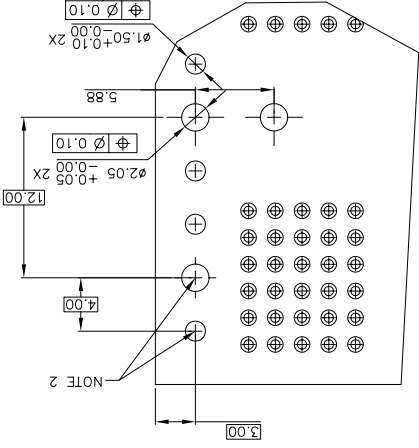 3.00
NOTE 2
4.00
12.00
ø2.05 +0.05 -0.00 2X
⌖ Ø 0.10
5.88
ø1.50 +0.10 -0.00 2X
⌖ Ø 0.10